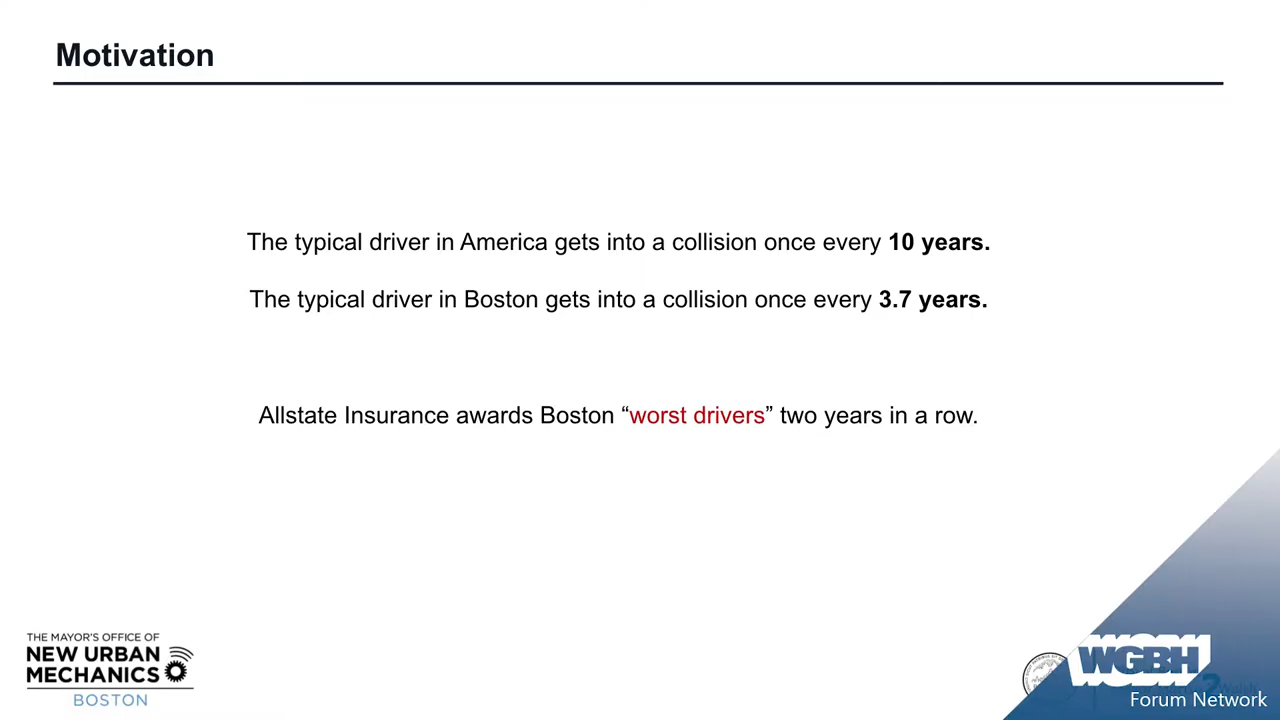 Motivation
The typical driver in America gets into a collision once every 10 years.
The typical driver in Boston gets into a collision once every 3.7 years.
Allstate Insurance awards Boston “worst drivers” two years in a row.
THE MAYOR'S OFFICE OF
NEW URBAN
MECHANICS
BOSTON
WGBH
Forum Network